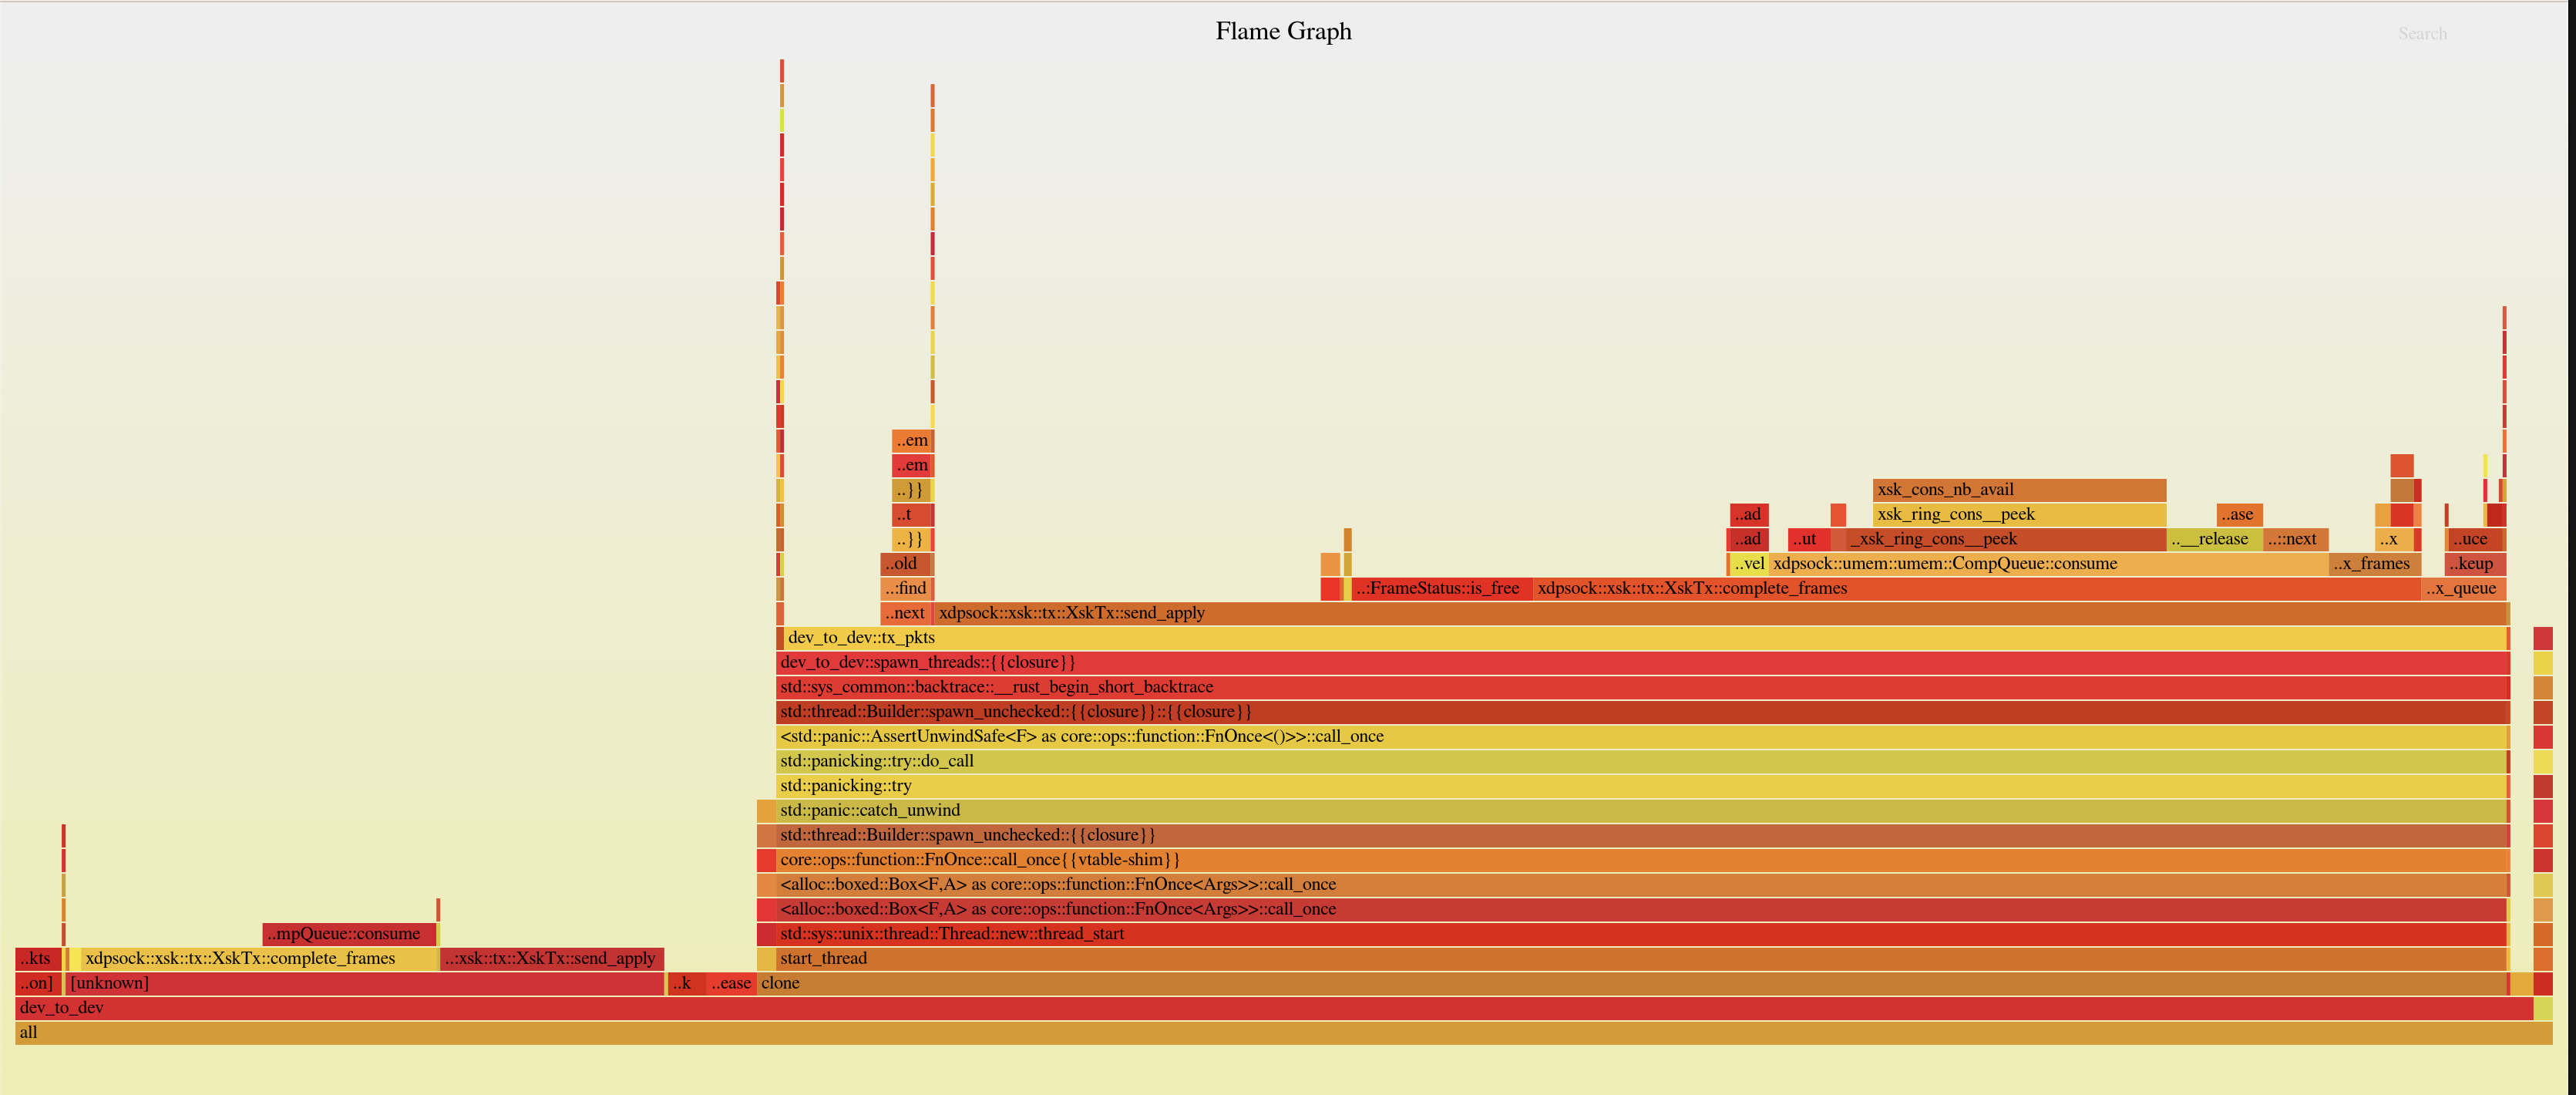 Flame Graph
Search
..em
..em
..}} xsk_cons_nb_avail
..t ..ad xsk_ring_cons__peek ..ase
..}} ..ad ..ut _xsk_ring_cons__peek ..__release ..::next ..x ..uce
..old ..vel xdpsock::umem::umem::CompQueue::consume ..x_frames ..keup
..:find ..:FrameStatus::is_free xdpsock::xsk::tx::XskTx::complete_frames ..x_queue
..next xdpsock::xsk::tx::XskTx::send_apply
dev_to_dev::tx_pkts
dev_to_dev::spawn_threads::{{closure}}
std::sys_common::backtrace::__rust_begin_short_backtrace
std::thread::Builder::spawn_unchecked::{{closure}}::{{closure}}
<std::panic::AssertUnwindSafe<F> as core::ops::function::FnOnce<()>>::call_once
std::panicking::try::do_call
std::panicking::try
std::panic::catch_unwind
std::thread::Builder::spawn_unchecked::{{closure}}
core::ops::function::FnOnce::call_once{{vtable-shim}}
<alloc::boxed::Box<F,A> as core::ops::function::FnOnce<Args>>::call_once
<alloc::boxed::Box<F,A> as core::ops::function::FnOnce<Args>>::call_once
..mpQueue::consume std::sys::unix::thread::Thread::new::thread_start
..kts xdpsock::xsk::tx::XskTx::complete_frames ..:xsk::tx::XskTx::send_apply start_thread
..on] [unknown] ..k ..ease clone
dev_to_dev
all